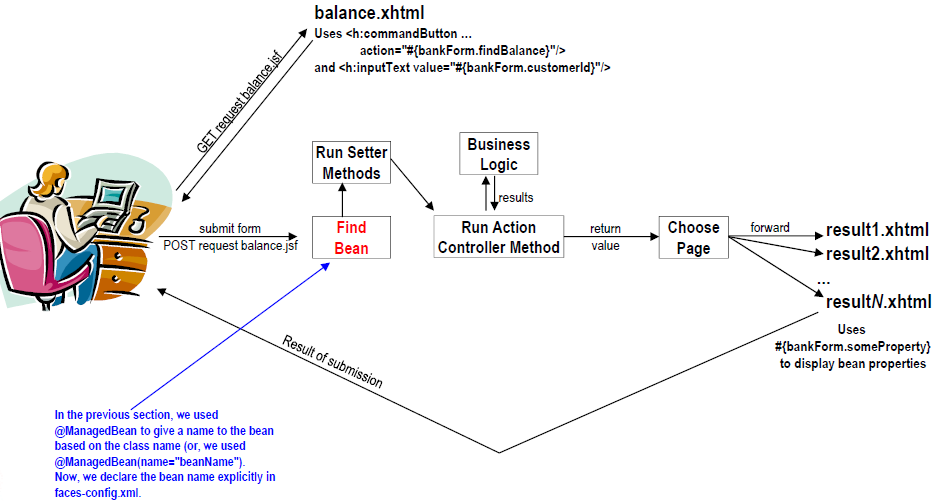 balance.xhtml
Uses <h:commandButton ...
action="#{bankForm.findBalance}"/>
and <h:inputText value="#{bankForm.customerId}"/>
GET request balance.jsf
Run Setter
Methods
Business
Logic
results
submit form
POST request balance.jsf
Find
Bean
Run Action
Controller Method
return
value
Choose
Page
forward
result1.xhtml
result2.xhtml
...
resultN.xhtml
Uses
#{bankForm.someProperty}
to display bean properties
Result of submission
In the previous section, we used
@ManagedBean to give a name to the bean
based on the class name (or, we used
@ManagedBean(name="beanName").
Now, we declare the bean name explicitly in
faces-config.xml.